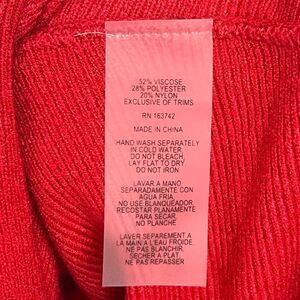 52% VISCOSE
28% POLYESTER
20% NYLON
EXCLUSIVE OF TRIMS
RN 163742
MADE IN CHINA
HAND WASH SEPARATELY
IN COLD WATER
DO NOT BLEACH
LAY FLAT TO DRY
DO NOT IRON
LAVAR A MANO
SEPARADAMENTE CON
AGUA FRIA
NO USE BLANQUEADOR
RECOSTAR PLANAMENTE
PARA SECAR
NO PLANCHE
LAVER SEPAREMENT A
LA MAIN A L'EAU FROIDE
NE PAS BLANCHIR
SECHER A PLAT
NE PAS REPASSER